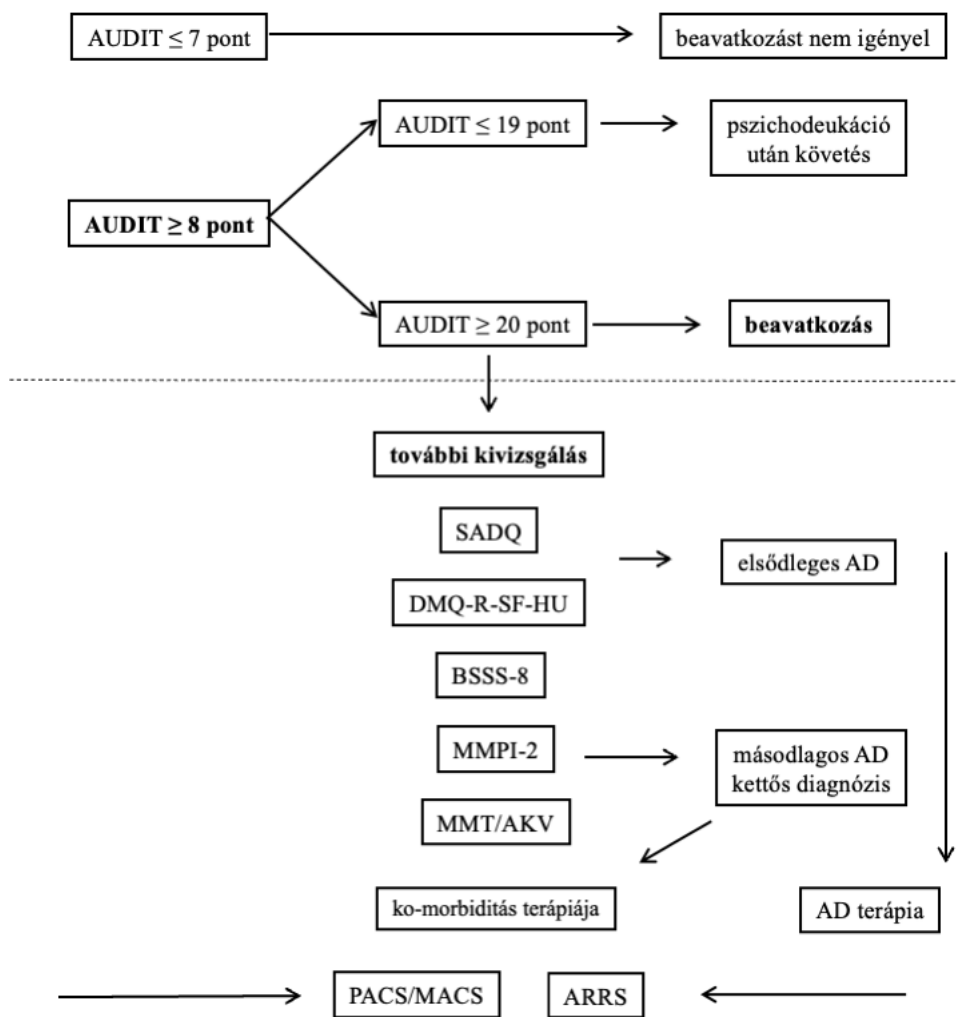 AUDIT ≤ 7 pont
beavatkozást nem igényel
AUDIT ≤ 19 pont
pszichodeukáció
után követés
AUDIT ≥ 8 pont
AUDIT ≥ 20 pont
beavatkozás
további kivizsgálás
SADQ
elsődleges AD
DMQ-R-SF-HU
BSSS-8
MMPI-2
másodlagos AD
kettős diagnózis
MMT/AKV
ko-morbiditás terápiája
AD terápia
PACS/MACS
ARRS